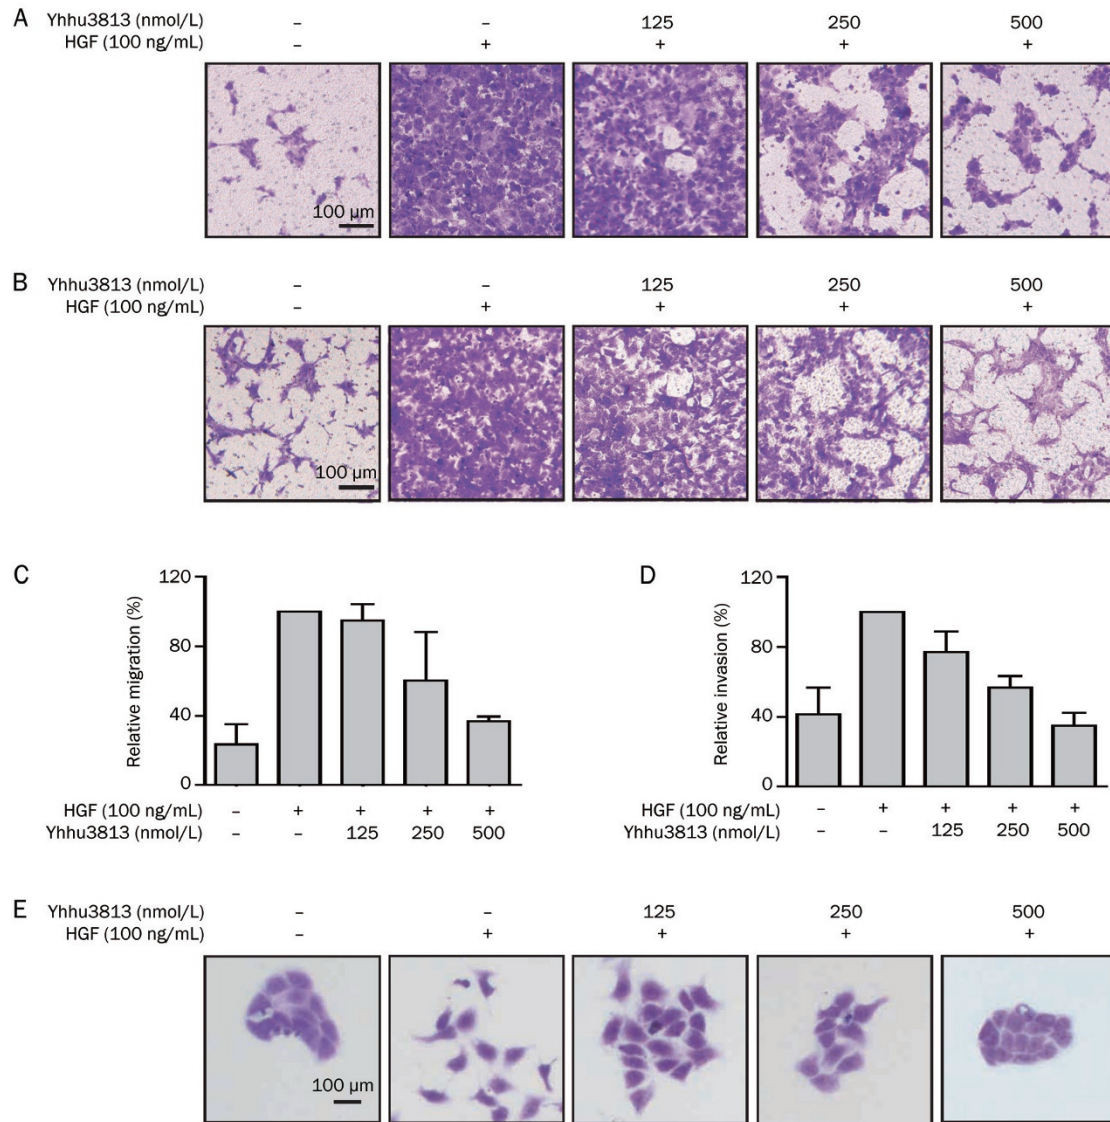 A
Yhhu3813 (nmol/L) – – 125 250 500
HGF (100 ng/mL) – + + + +
100 µm
B
Yhhu3813 (nmol/L) – – 125 250 500
HGF (100 ng/mL) – + + + +
100 µm
C
Relative migration (%)
120
80
40
0
HGF (100 ng/mL) – + + + +
Yhhu3813 (nmol/L) – – 125 250 500
D
Relative invasion (%)
120
80
40
0
HGF (100 ng/mL) – + + + +
Yhhu3813 (nmol/L) – – 125 250 500
E
Yhhu3813 (nmol/L) – – 125 250 500
HGF (100 ng/mL) – + + + +
100 µm